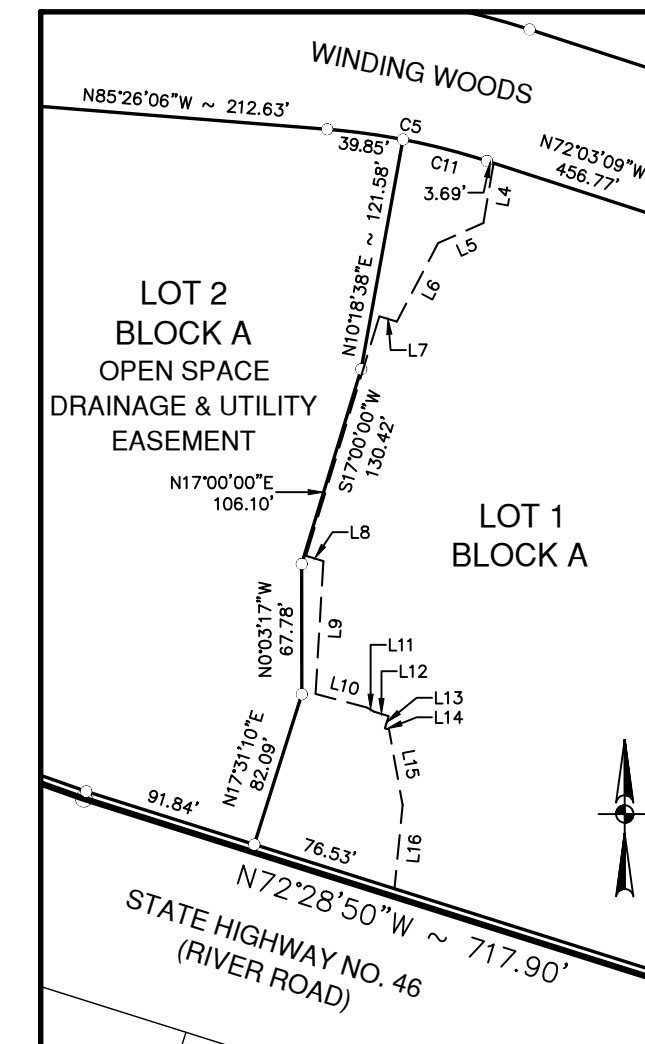 WINDING WOODS
N85°26'06"W ~ 212.63'
C5
39.85'
C11
N72°03'09"W
456.77'
3.69'
L4
L5
N10°18'38"E ~ 121.58'
L6
L7
LOT 2
BLOCK A
OPEN SPACE
DRAINAGE & UTILITY
EASEMENT
S17°00'00"W
130.42'
N17°00'00"E
106.10'
LOT 1
BLOCK A
L8
N0°03'17"W
67.78'
L9
L10
L11
L12
L13
L14
N17°31'10"E
82.09'
L15
91.84'
76.53'
L16
N72°28'50"W ~ 717.90'
STATE HIGHWAY NO. 46
(RIVER ROAD)